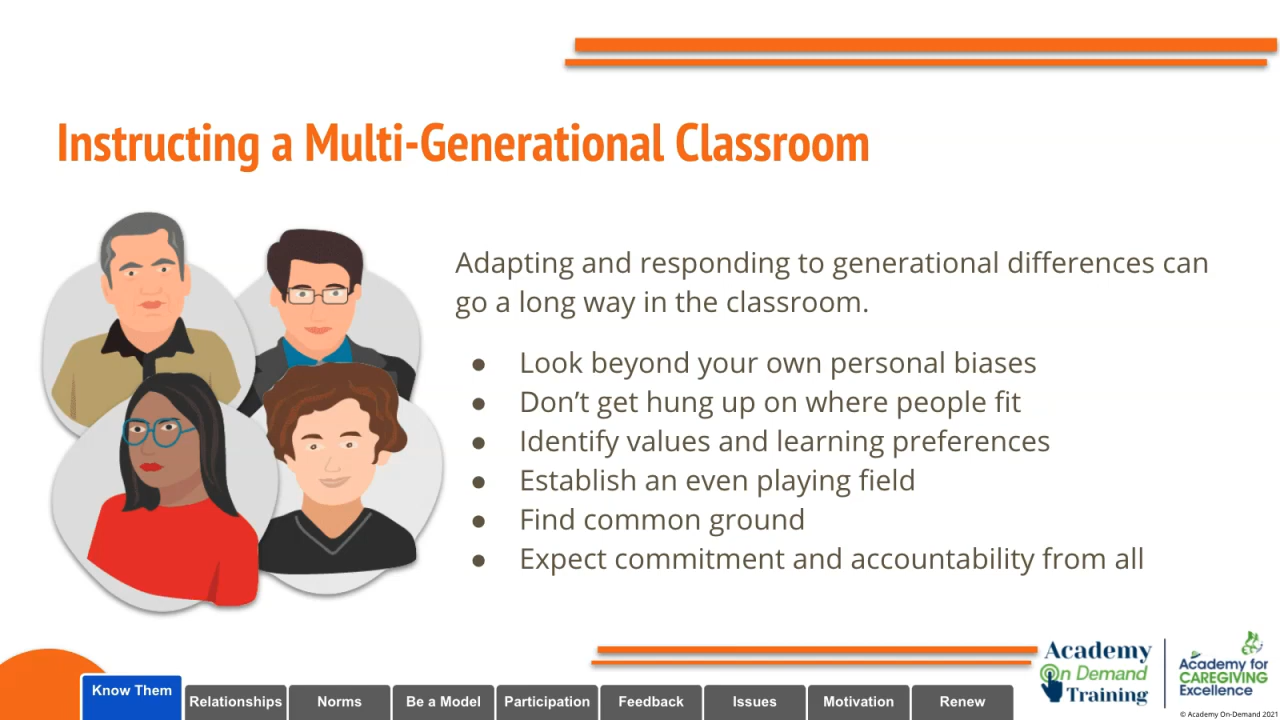 Instructing a Multi-Generational Classroom
Adapting and responding to generational differences can
go a long way in the classroom.
● Look beyond your own personal biases
● Don’t get hung up on where people fit
● Identify values and learning preferences
● Establish an even playing field
● Find common ground
● Expect commitment and accountability from all
Academy
On Demand
Training
Academy for
CAREGIVING
Excellence
Know Them
Relationships
Norms
Be a Model
Participation
Feedback
Issues
Motivation
Renew
© Academy On-Demand 2021